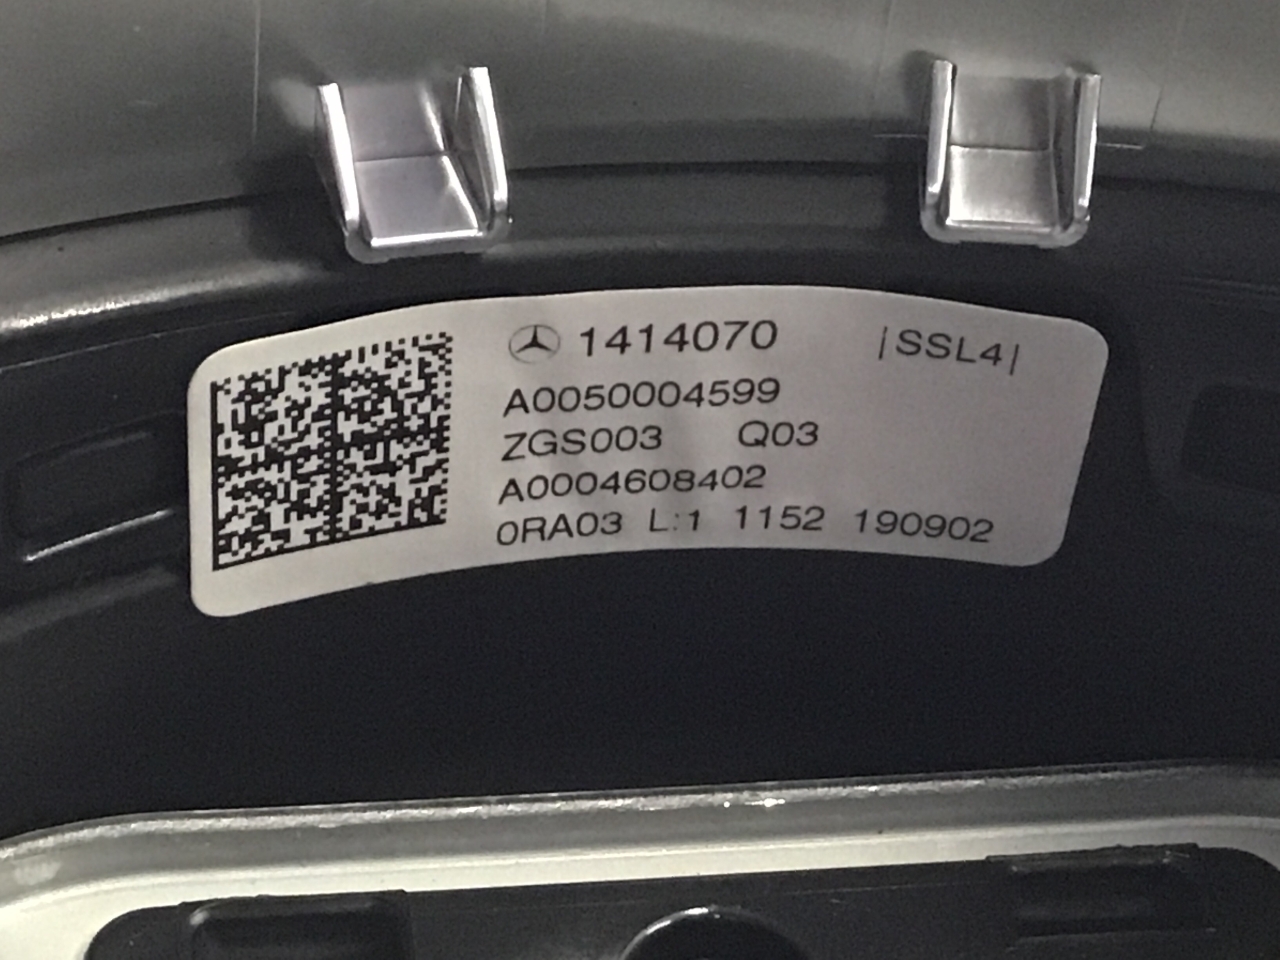 1414070 |SSL4|
A0050004599
ZGS003 Q03
A0004608402
0RA03 L:1 1152 190902